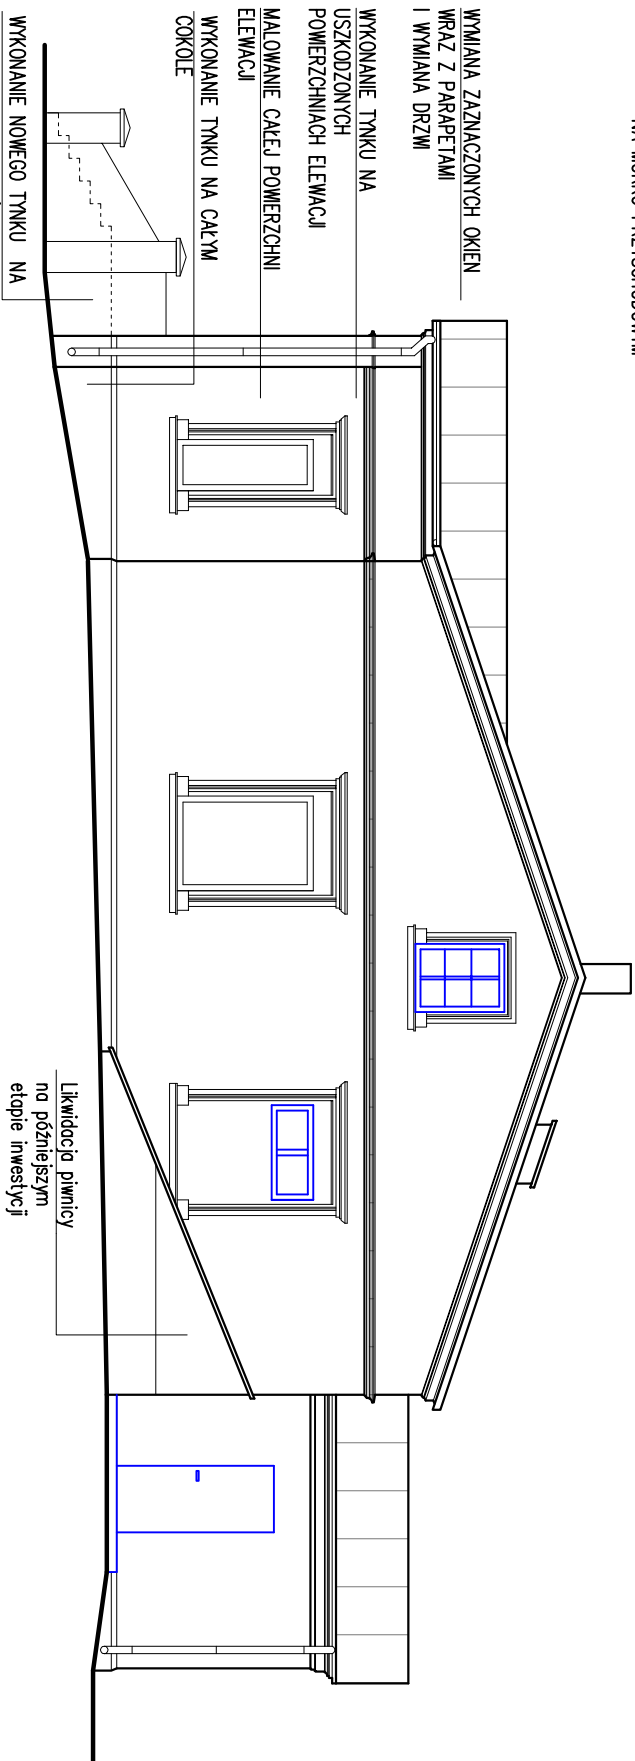 WYMIANA ZAZNACZONYCH OKIEN
WRAZ Z PARAPETAMI
I WYMIANA DRZWI
WYKONANIE TYNKU NA
USZKODZONYCH
POWIERZCHNIACH ELEWACJI
MALOWANIE CAŁEJ POWIERZCHNI
ELEWACJI
WYKONANIE TYNKU NA CAŁYM
COKOLE
WYKONANIE NOWEGO TYNKU NA
Likwidacja piwnicy
na późniejszym
etapie inwestycji